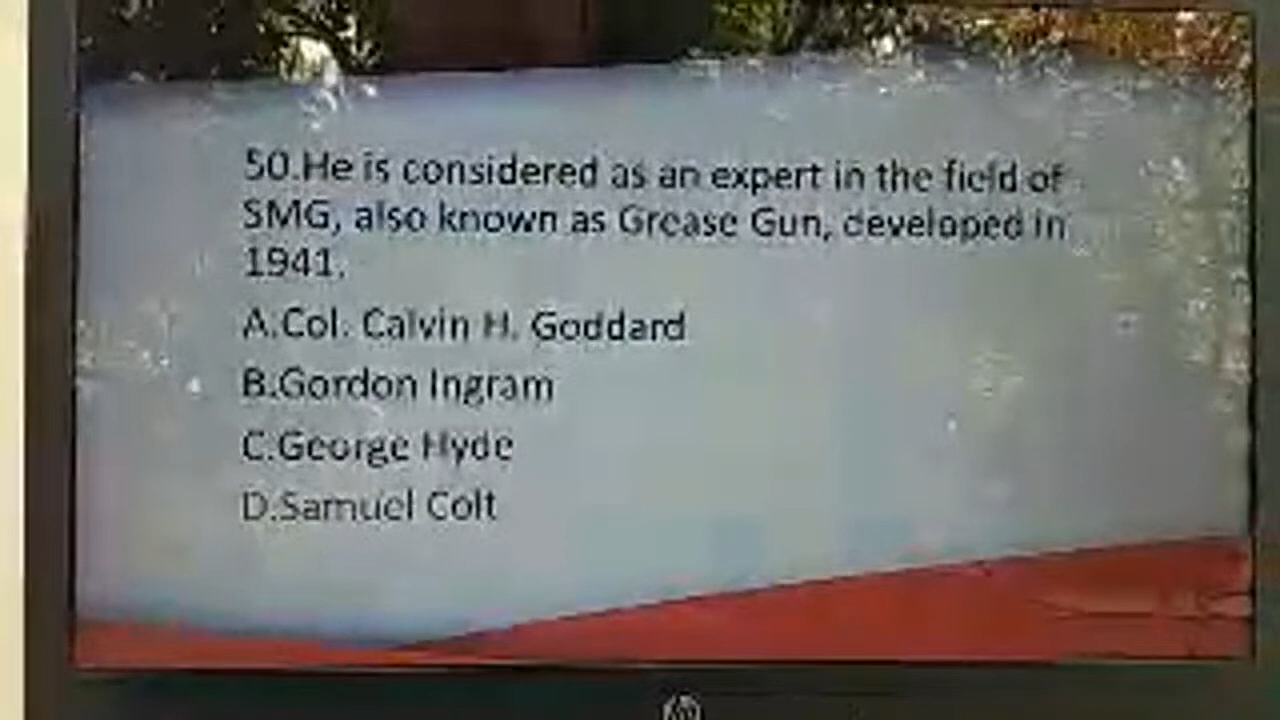 50.He is considered as an expert in the field of
SMG, also known as Grease Gun, developed in
1941.
A.Col. Calvin H. Goddard
B.Gordon Ingram
C.George Hyde
D.Samuel Colt
hp